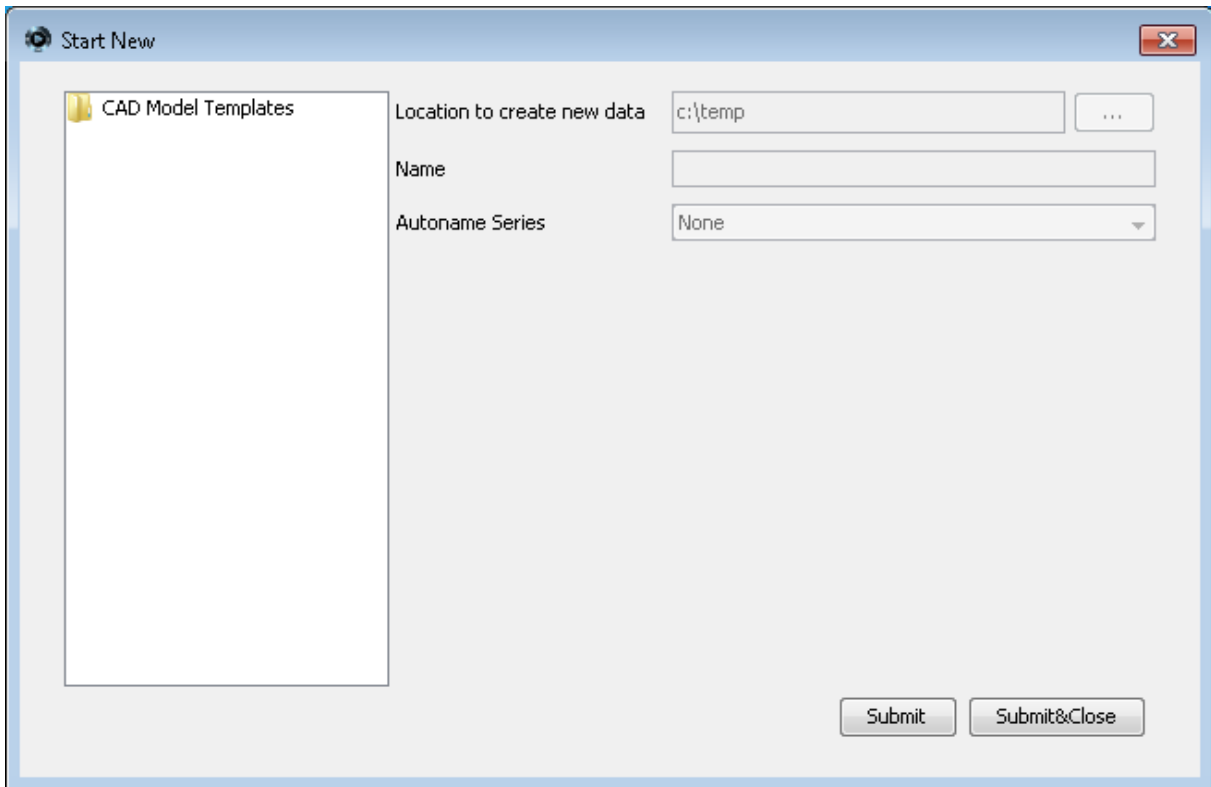 Start New
CAD Model Templates
Location to create new data c:\temp ...
Name
Autoname Series None
Submit Submit&Close